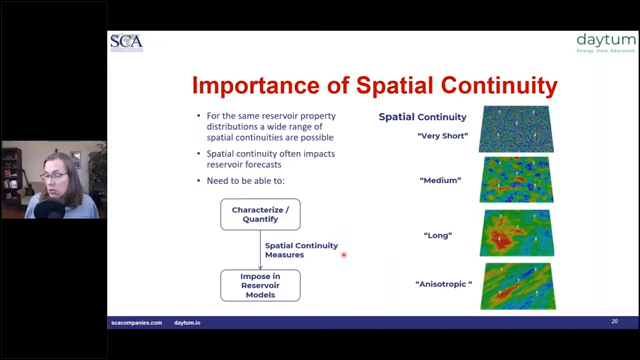 SCA
daytum
Energy. Data. Education.
Importance of Spatial Continuity
For the same reservoir property
distributions a wide range of
spatial continuities are possible
Spatial continuity often impacts
reservoir forecasts
Need to be able to:
Characterize /
Quantify
Spatial Continuity
Measures
Impose in
Reservoir
Models
Spatial Continuity
"Very Short"
"Medium"
"Long"
"Anisotropic "
scacompanies.com
daytum.io
20